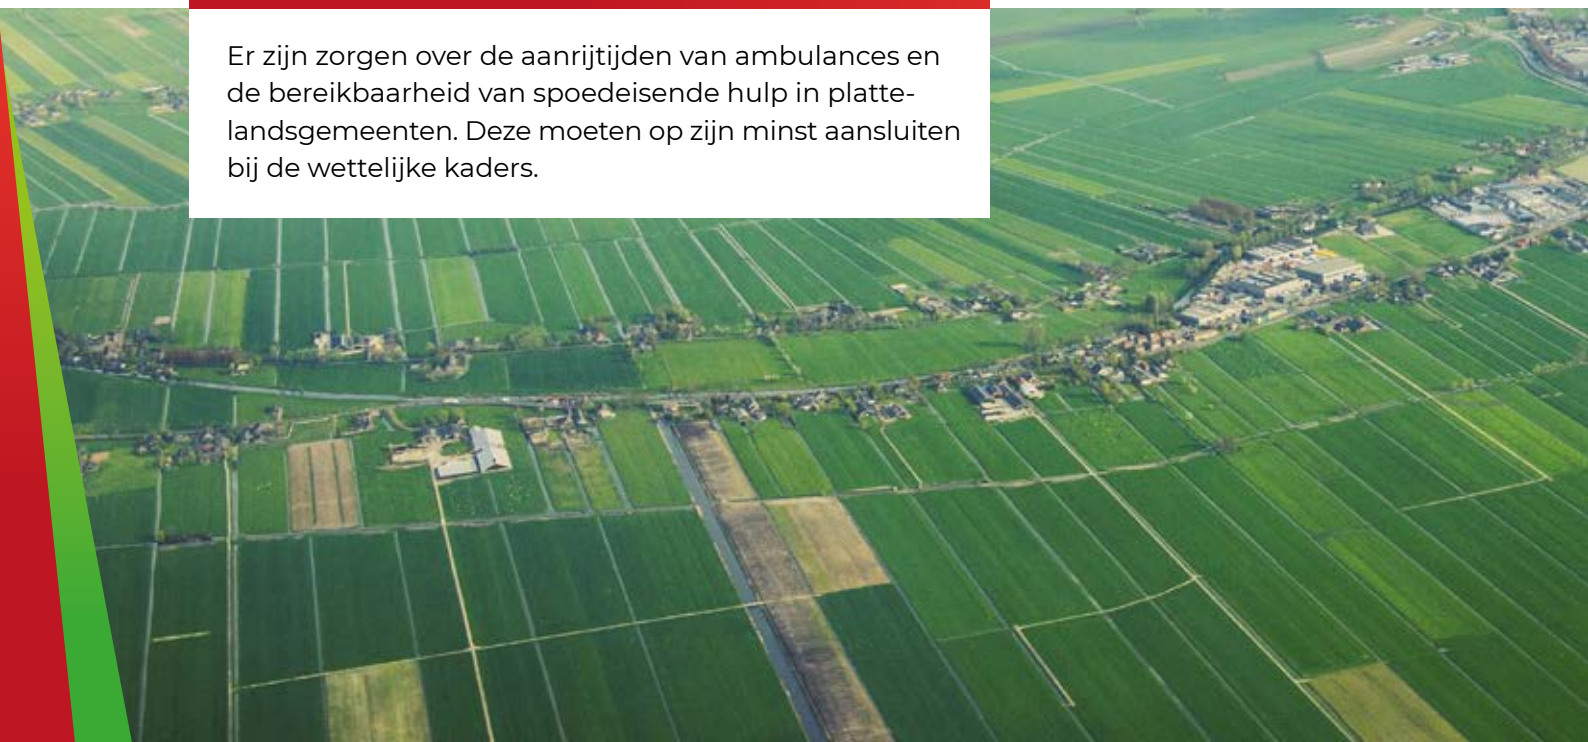 Er zijn zorgen over de aanrijtijden van ambulances en
de bereikbaarheid van spoedeisende hulp in platte-
landsgemeenten. Deze moeten op zijn minst aansluiten
bij de wettelijke kaders.